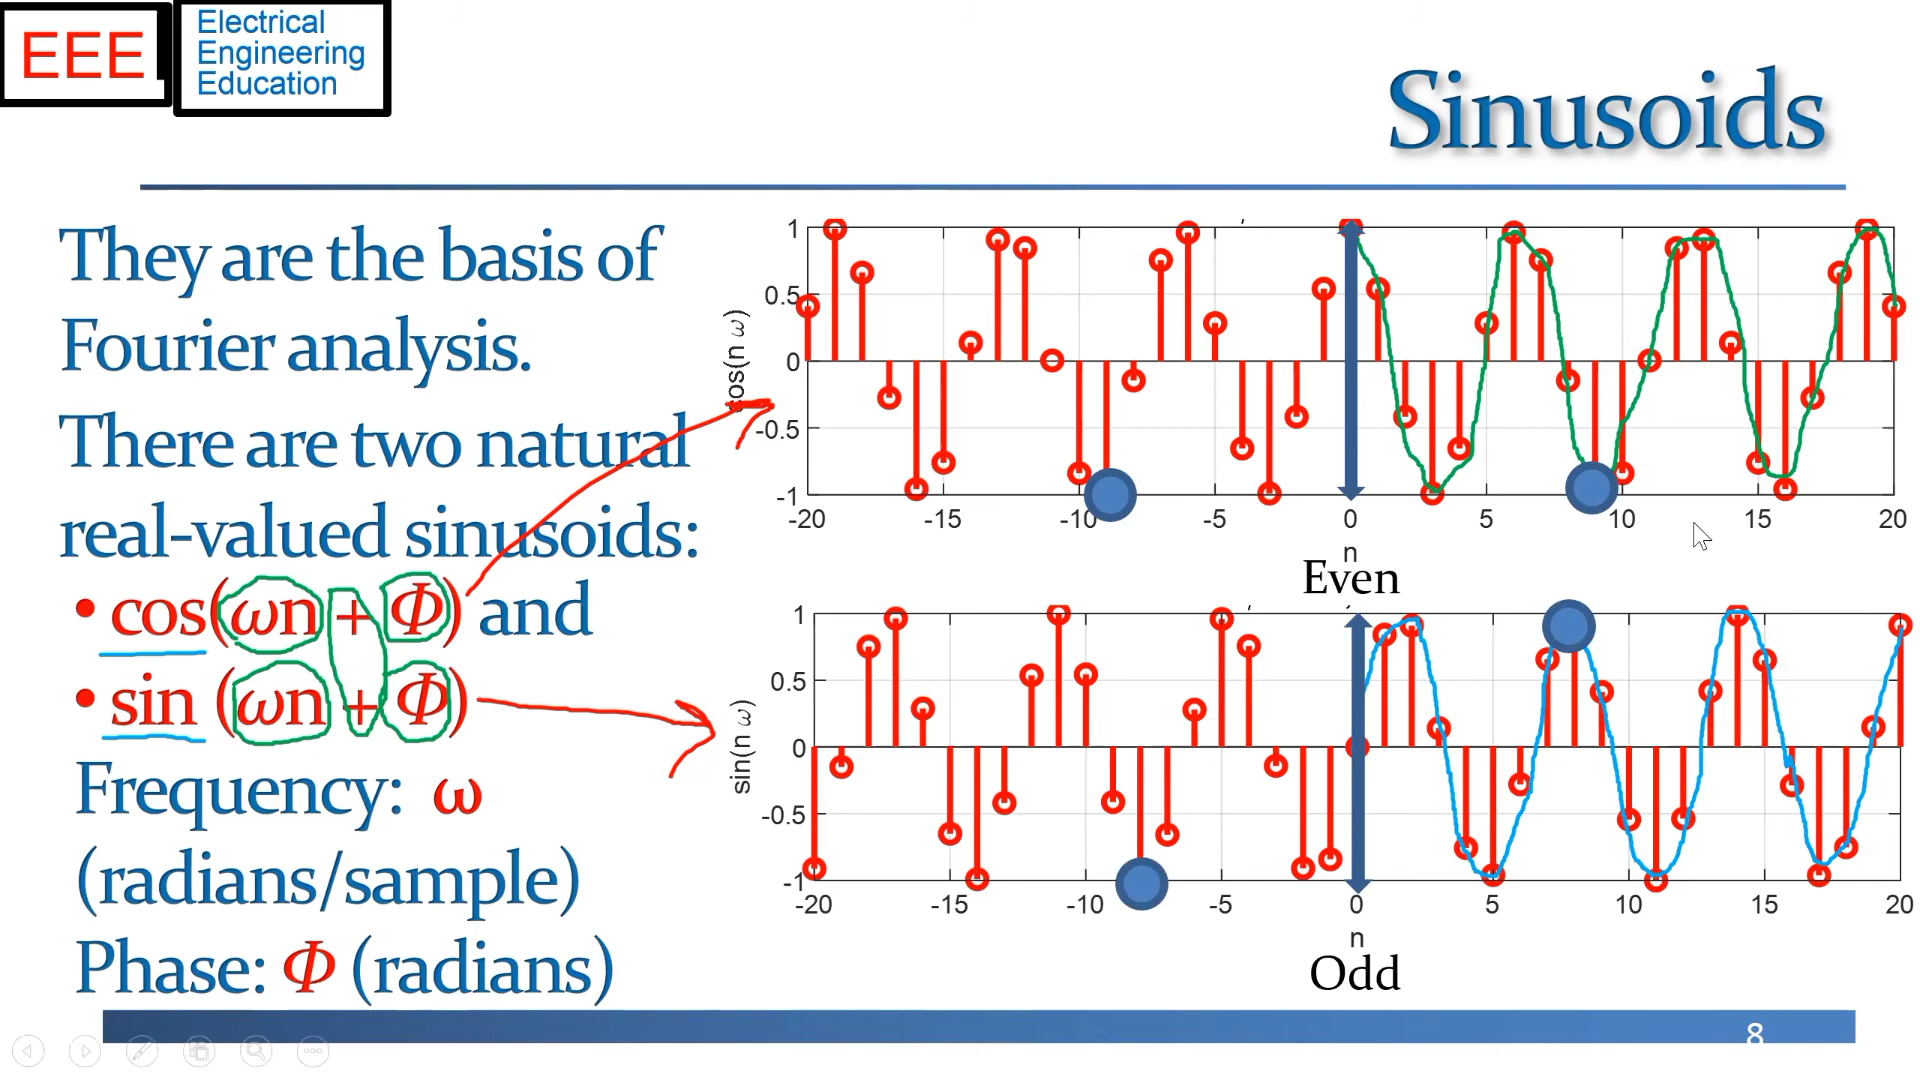 EEE
Electrical
Engineering
Education
Sinusoids
They are the basis of
Fourier analysis.
There are two natural
real-valued sinusoids:
• cos(ωn + Φ) and
• sin (ωn + Φ)
Frequency: ω
(radians/sample)
Phase: Φ (radians)
cos(n ω)
1
0.5
0
-0.5
-1
-20 -15 -10 -5 0 5 10 15 20
n
Even
sin(n ω)
1
0.5
0
-0.5
-1
-20 -15 -10 -5 0 5 10 15 20
n
Odd
8